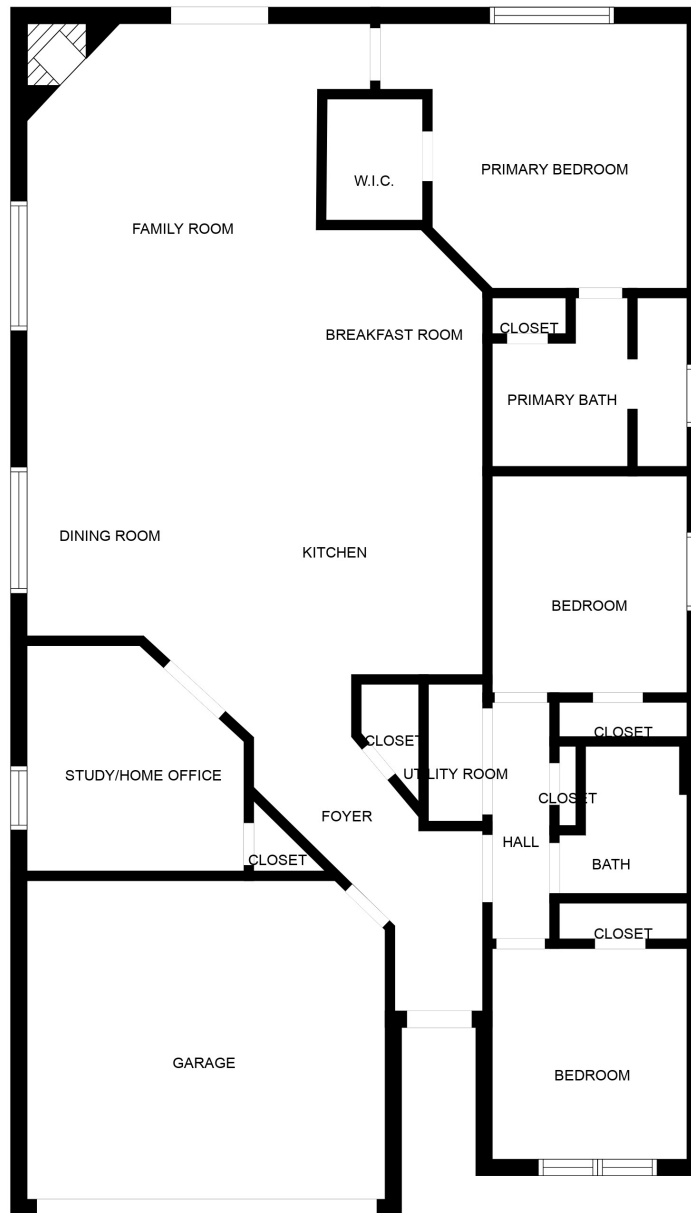 PRIMARY BEDROOM
W.I.C.
FAMILY ROOM
CLOSET
BREAKFAST ROOM
PRIMARY BATH
DINING ROOM
KITCHEN
BEDROOM
CLOSET
CLOSET
STUDY/HOME OFFICE
UTILITY ROOM
CLOSET
FOYER
HALL
CLOSET
BATH
CLOSET
GARAGE
BEDROOM